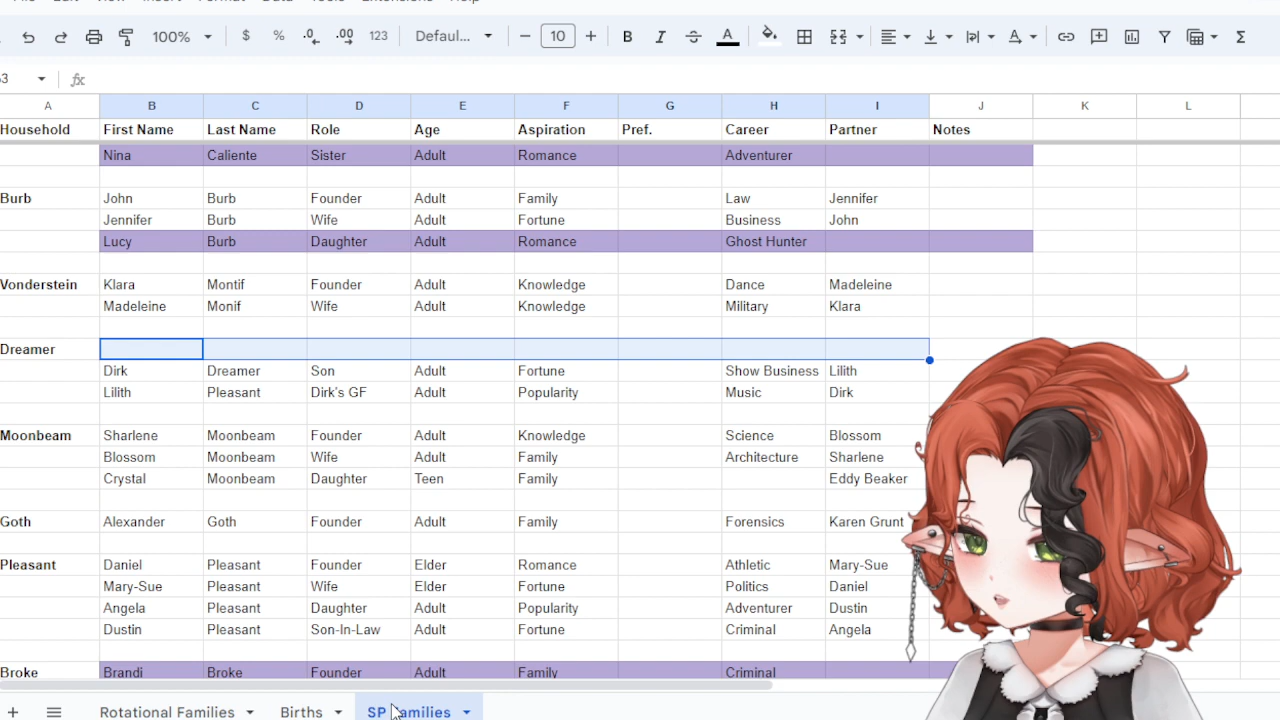 100% $ % .0 .00 123 Defaul... 10 B I A Σ
A B C D E F G H I J K L
Household First Name Last Name Role Age Aspiration Pref. Career Partner Notes
Nina Caliente Sister Adult Romance Adventurer
Burb John Burb Founder Adult Family Law Jennifer
Jennifer Burb Wife Adult Fortune Business John
Lucy Burb Daughter Adult Romance Ghost Hunter
Vonderstein Klara Montif Founder Adult Knowledge Dance Madeleine
Madeleine Monif Wife Adult Knowledge Military Klara
Dreamer
Dirk Dreamer Son Adult Fortune Show Business Lilith
Lilith Pleasant Dirk's GF Adult Popularity Music Dirk
Moonbeam Sharlene Moonbeam Founder Adult Knowledge Science Blossom
Blossom Moonbeam Wife Adult Family Architecture Sharlene
Crystal Moonbeam Daughter Teen Family Eddy Beaker
Goth Alexander Goth Founder Adult Family Forensics Karen Grunt
Pleasant Daniel Pleasant Founder Elder Romance Athletic Mary-Sue
Mary-Sue Pleasant Wife Elder Fortune Politics Daniel
Angela Pleasant Daughter Adult Popularity Adventurer Dustin
Dustin Pleasant Son-In-Law Adult Fortune Criminal Angela
Broke Brandi Broke Founder Adult Family Criminal
Rotational Families Births SP Families